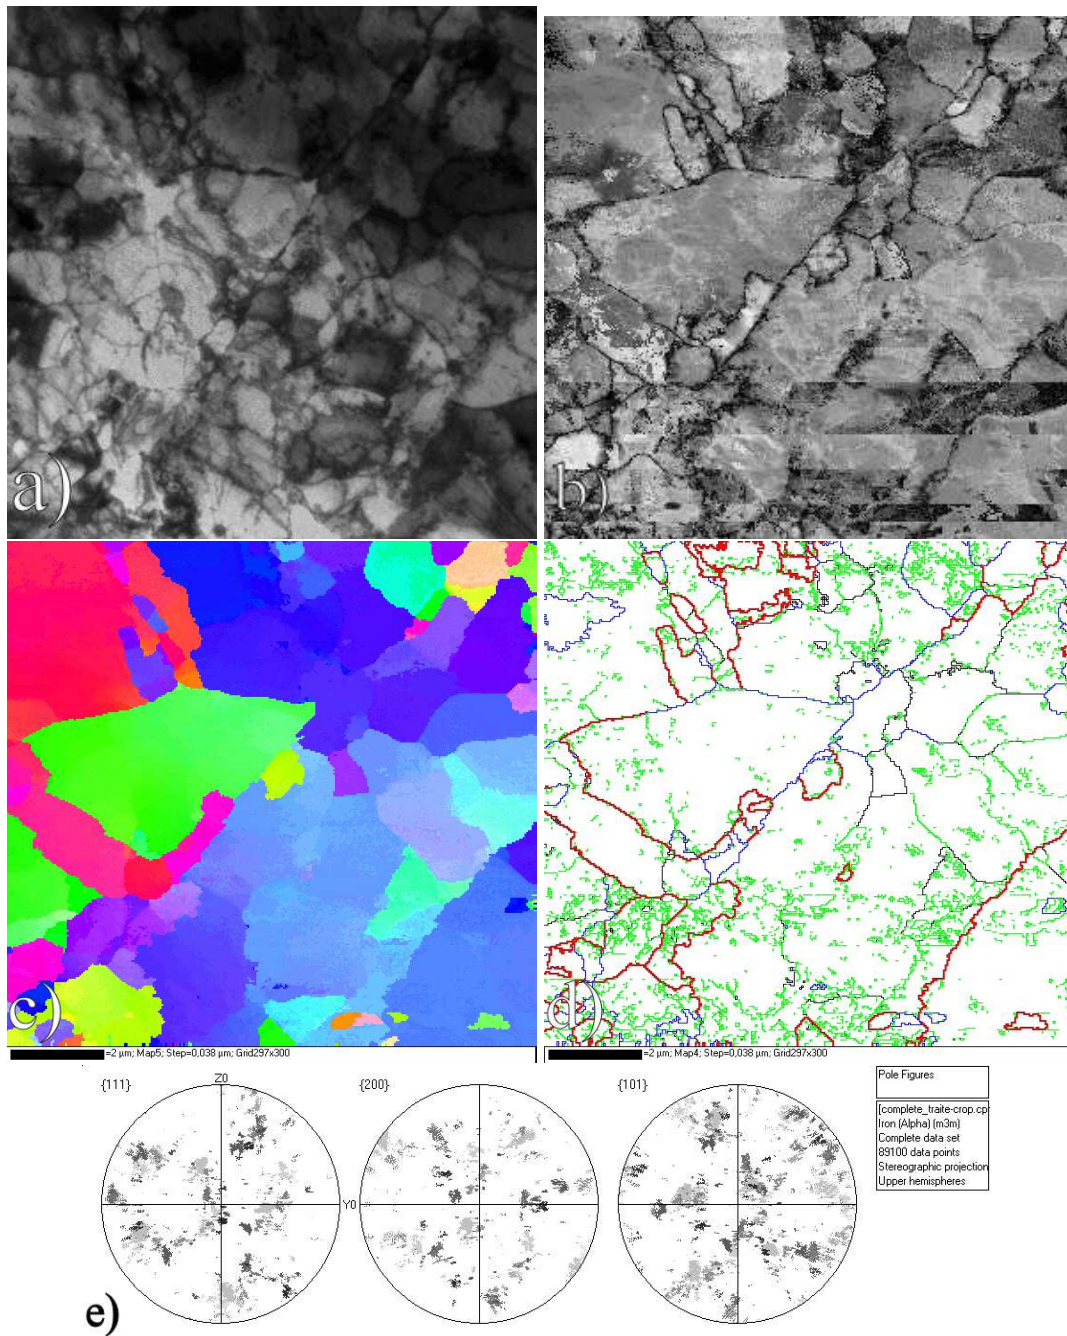 a)
b)
c)
d)
=2 µm; Map5; Step=0,038 µm; Grid297x300
=2 µm; Map4; Step=0,038 µm; Grid297x300
{111}
Z0
Y0
{200}
{101}
Pole Figures
[complete_traite-crop.cp
Iron (Alpha) (m3m)
Complete data set
89100 data points
Stereographic projection
Upper hemispheres
e)